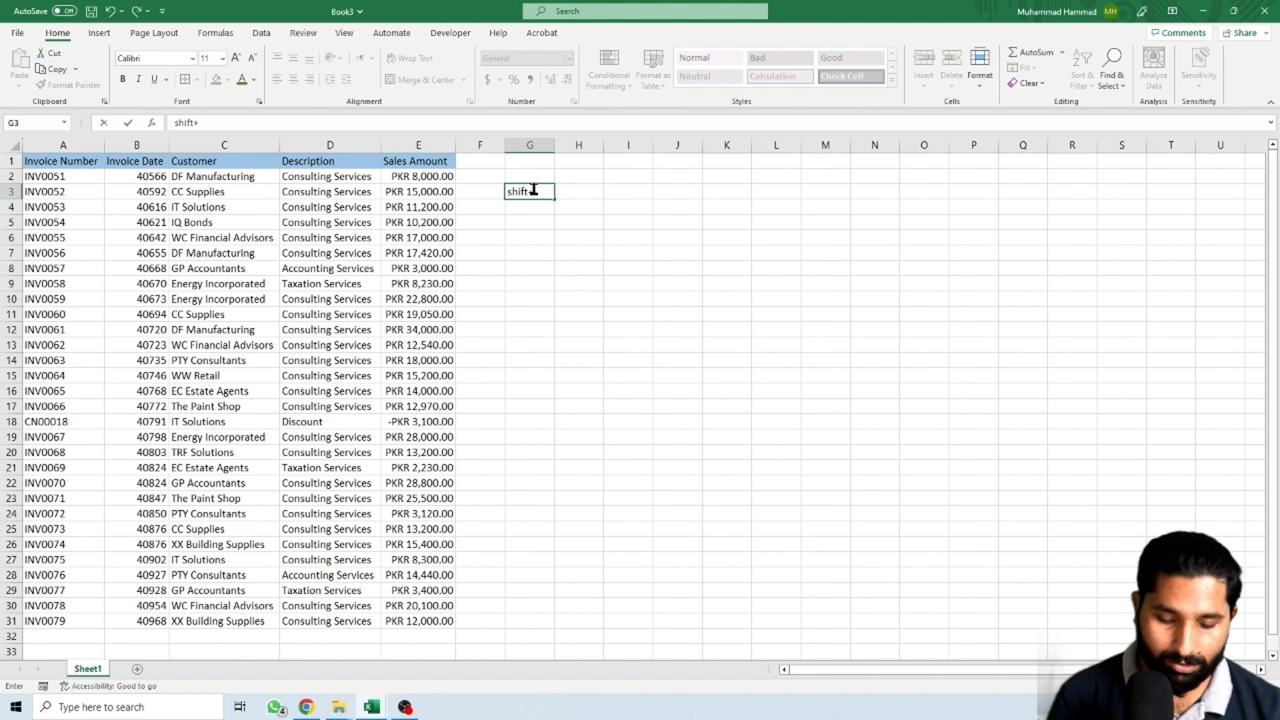 AutoSave Off Book3 Search Muhammad Hammad MH
File Home Insert Page Layout Formulas Data Review View Automate Developer Help Acrobat Comments Share
Paste Cut Copy Format Painter Clipboard
Calibri 11 B I U A Font
Wrap Text Merge & Center Alignment
General $ % Number
Conditional Formatting Format as Table Normal Bad Good Neutral Calculation Check Cell Styles
Insert Delete Format Cells
AutoSum Fill Clear Sort & Filter Find & Select Editing
Analyze Data Analysis
Sensitivity Sensitivity
G3 fx shift+
A B C D E F G H I J K L M N O P Q R S T U
1 Invoice Number Invoice Date Customer Description Sales Amount
2 INV0051 40566 DF Manufacturing Consulting Services PKR 8,000.00
3 INV0052 40592 CC Supplies Consulting Services PKR 15,000.00 shift+
4 INV0053 40616 IT Solutions Consulting Services PKR 11,200.00
5 INV0054 40621 IQ Bonds Consulting Services PKR 10,200.00
6 INV0055 40642 WC Financial Advisors Consulting Services PKR 17,000.00
7 INV0056 40655 DF Manufacturing Consulting Services PKR 17,420.00
8 INV0057 40668 GP Accountants Accounting Services PKR 3,000.00
9 INV0058 40670 Energy Incorporated Taxation Services PKR 8,230.00
10 INV0059 40673 Energy Incorporated Consulting Services PKR 22,800.00
11 INV0060 40694 CC Supplies Consulting Services PKR 19,050.00
12 INV0061 40720 DF Manufacturing Consulting Services PKR 34,000.00
13 INV0062 40723 WC Financial Advisors Consulting Services PKR 12,540.00
14 INV0063 40735 PTY Consultants Consulting Services PKR 18,000.00
15 INV0064 40746 WW Retail Consulting Services PKR 15,200.00
16 INV0065 40768 EC Estate Agents Consulting Services PKR 14,000.00
17 INV0066 40772 The Paint Shop Consulting Services PKR 12,970.00
18 CN00018 40791 IT Solutions Discount -PKR 3,100.00
19 INV0067 40798 Energy Incorporated Consulting Services PKR 28,000.00
20 INV0068 40803 TRF Solutions Consulting Services PKR 13,200.00
21 INV0069 40824 EC Estate Agents Taxation Services PKR 2,230.00
22 INV0070 40824 GP Accountants Consulting Services PKR 28,800.00
23 INV0071 40847 The Paint Shop Consulting Services PKR 25,500.00
24 INV0072 40850 PTY Consultants Consulting Services PKR 3,120.00
25 INV0073 40876 CC Supplies Consulting Services PKR 13,200.00
26 INV0074 40876 XX Building Supplies Consulting Services PKR 15,400.00
27 INV0075 40902 IT Solutions Consulting Services PKR 8,300.00
28 INV0076 40927 PTY Consultants Accounting Services PKR 14,440.00
29 INV0077 40928 GP Accountants Taxation Services PKR 3,400.00
30 INV0078 40954 WC Financial Advisors Consulting Services PKR 20,100.00
31 INV0079 40968 XX Building Supplies Consulting Services PKR 12,000.00
32
33
Sheet1
Enter Accessibility: Good to go
Type here to search 4